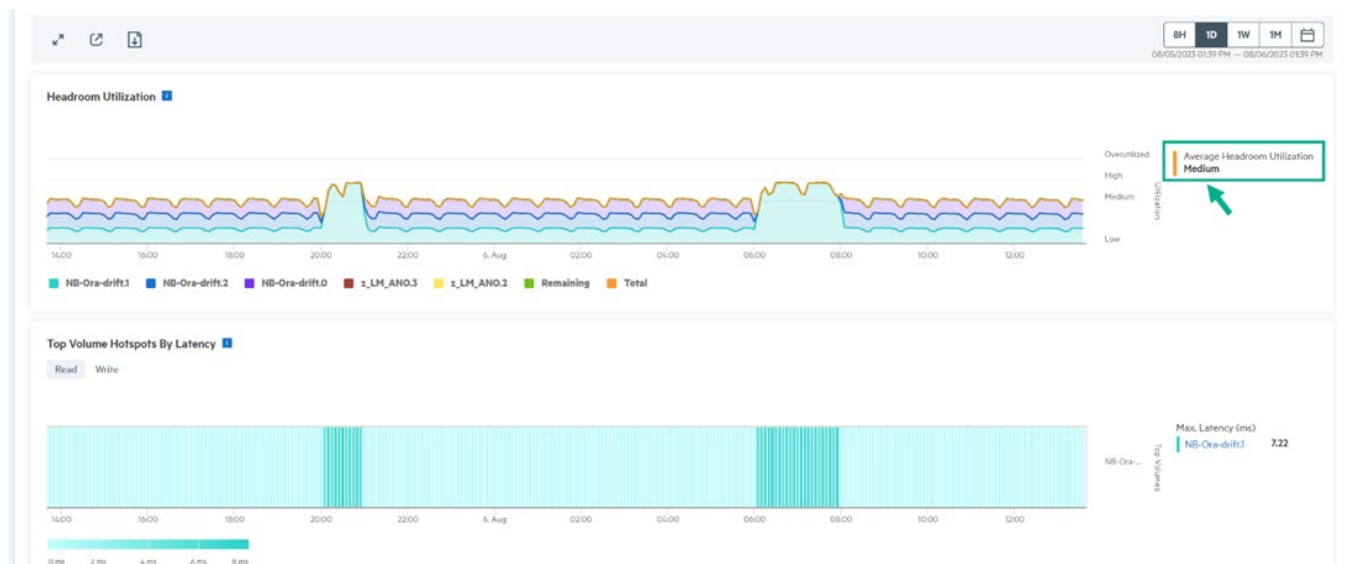 8H 1D 1W 1M
08/05/2023 01:39 PM — 08/06/2023 01:39 PM
Headroom Utilization
Overutilized
High
Medium
Low
Utilization
Average Headroom Utilization
Medium
14:00 16:00 18:00 20:00 22:00 6. Aug 02:00 04:00 06:00 08:00 10:00 12:00
NB-Ora-drift.1 NB-Ora-drift.2 NB-Ora-drift.0 z_LM_ANO.3 z_LM_ANO.2 Remaining Total
Top Volume Hotspots By Latency
Read Write
NB-Ora-...
Top Volumes
Max. Latency (ms)
NB-Ora-drift.1 7.22
14:00 16:00 18:00 20:00 22:00 6. Aug 02:00 04:00 06:00 08:00 10:00 12:00
0 ms 2 ms 4 ms 6 ms 8 ms